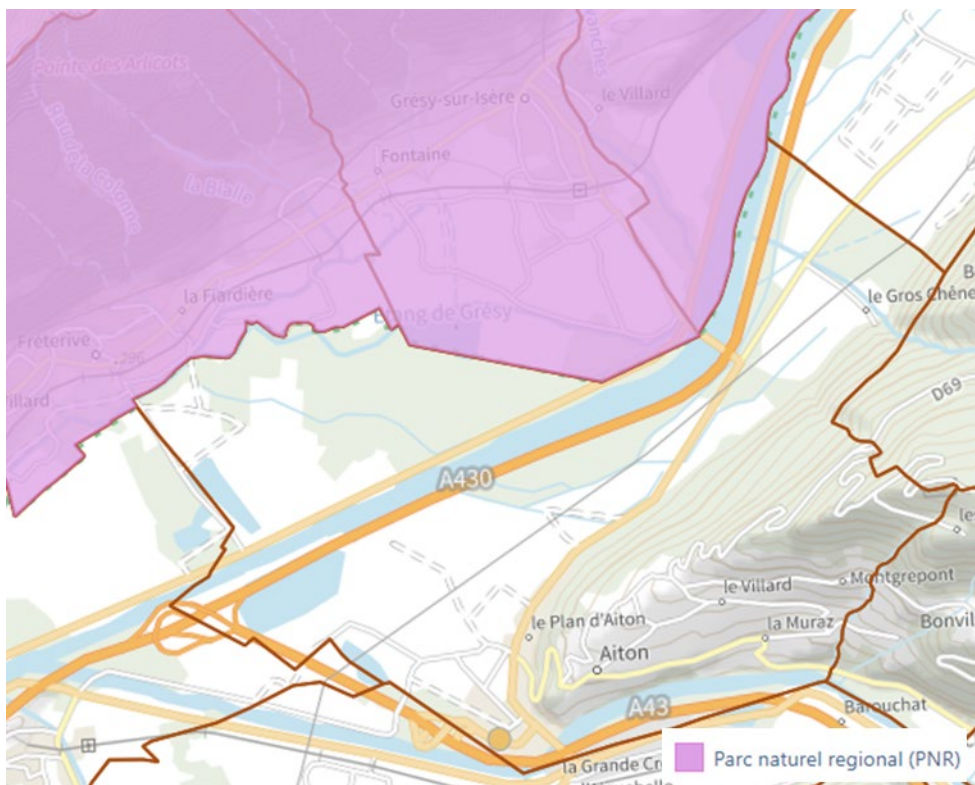 Pointe des Arlicots
Grésy-sur-Isère
le Villard
Fontaine
la Bialle
la Fiardière
Etang de Grésy
Fréterive
296
le Gros Chêne
D69
A430
le Villard
Montgrepont
le Plan d'Aiton
la Muraz
Bonvil
Aiton
A43
Barouchat
la Grande Cr
Parc naturel regional (PNR)